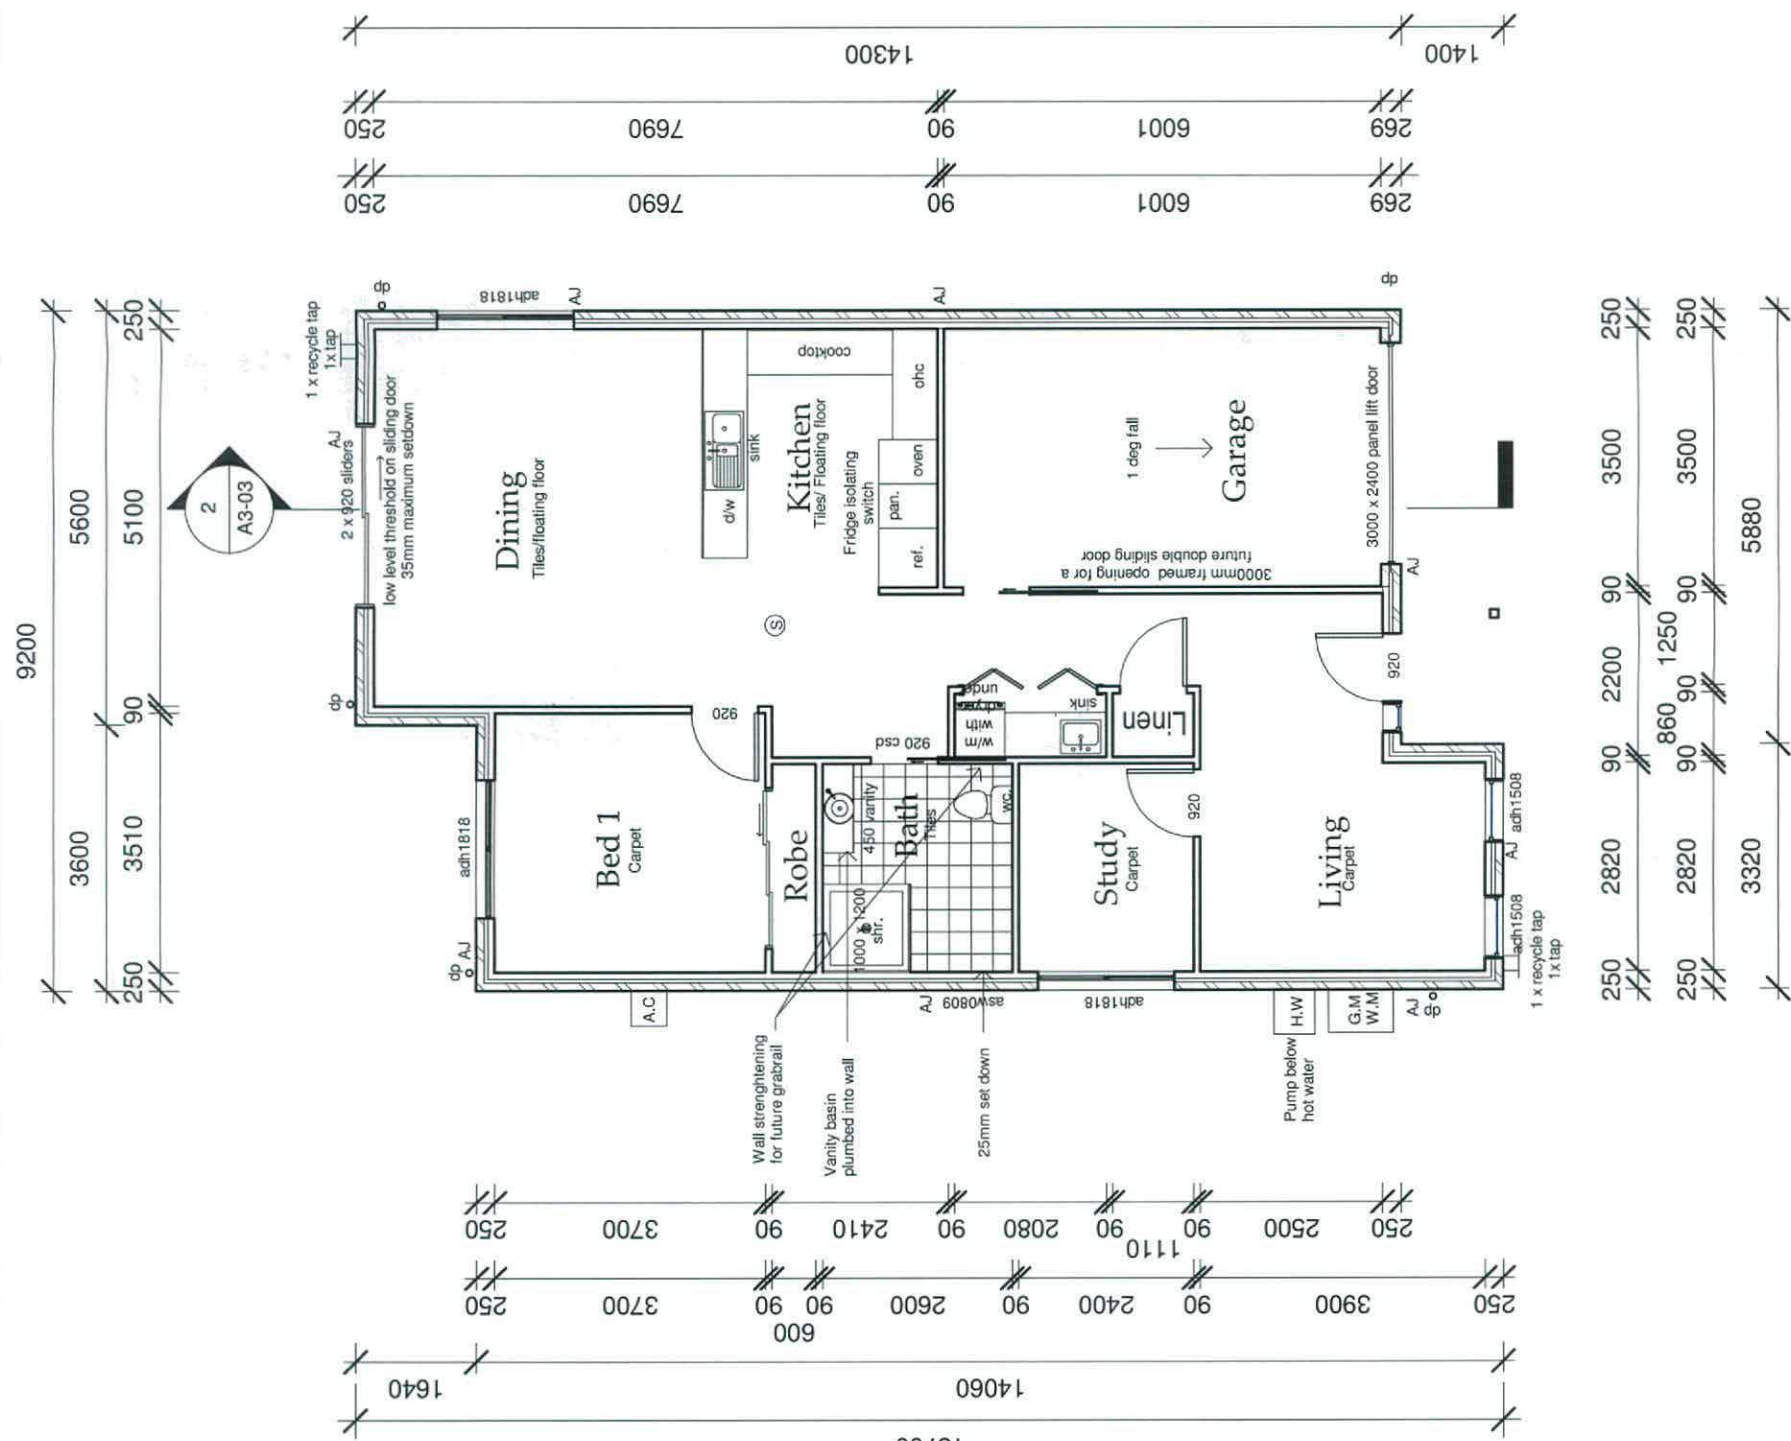 14300
1400
250
7690
90
6001
269
250
7690
90
6001
269
9200
5600
3600
250
5100
90
3510
250
2
A3-03
1 x recycle tap
1x tap
dp
adh1818
AJ
AJ
dp
AJ
2 x 920 sliders
low level threshold on sliding door
35mm maximum setdown
Dining
Tiles/floating floor
d/w
sink
cooktop
Kitchen
Tiles/ Floating floor
Fridge isolating
switch
ohc
oven
pan.
ref.
1 deg fall
Garage
3000 x 2400 panel lift door
3000mm framed opening for a
future double sliding door
AJ
S
dp
920
920 csd
w/m
with
dryer
under
sink
Linen
920
adh1818
AJ
dp
Bed 1
Carpet
Robe
450 vanity
Bath
Tiles
wc.
1000 x 1200
shr.
Study
Carpet
920
Living
Carpet
adh1508
AJ
adh1508
1 x recycle tap
1x tap
A.C
AJ
asw0809
adh1818
H.W
G.M
W.M
AJ
dp
Wall strenghtening
for future grabrail
Vanity basin
plumbed into wall
25mm set down
Pump below
hot water
250
3500
90
2200
90
2820
250
250
3500
90
1250
90
860
90
2820
250
5880
3320
250
3700
90
2410
90
2080
90
1110
90
2500
250
250
3700
90
600
90
2600
90
2400
90
3900
250
1640
14060